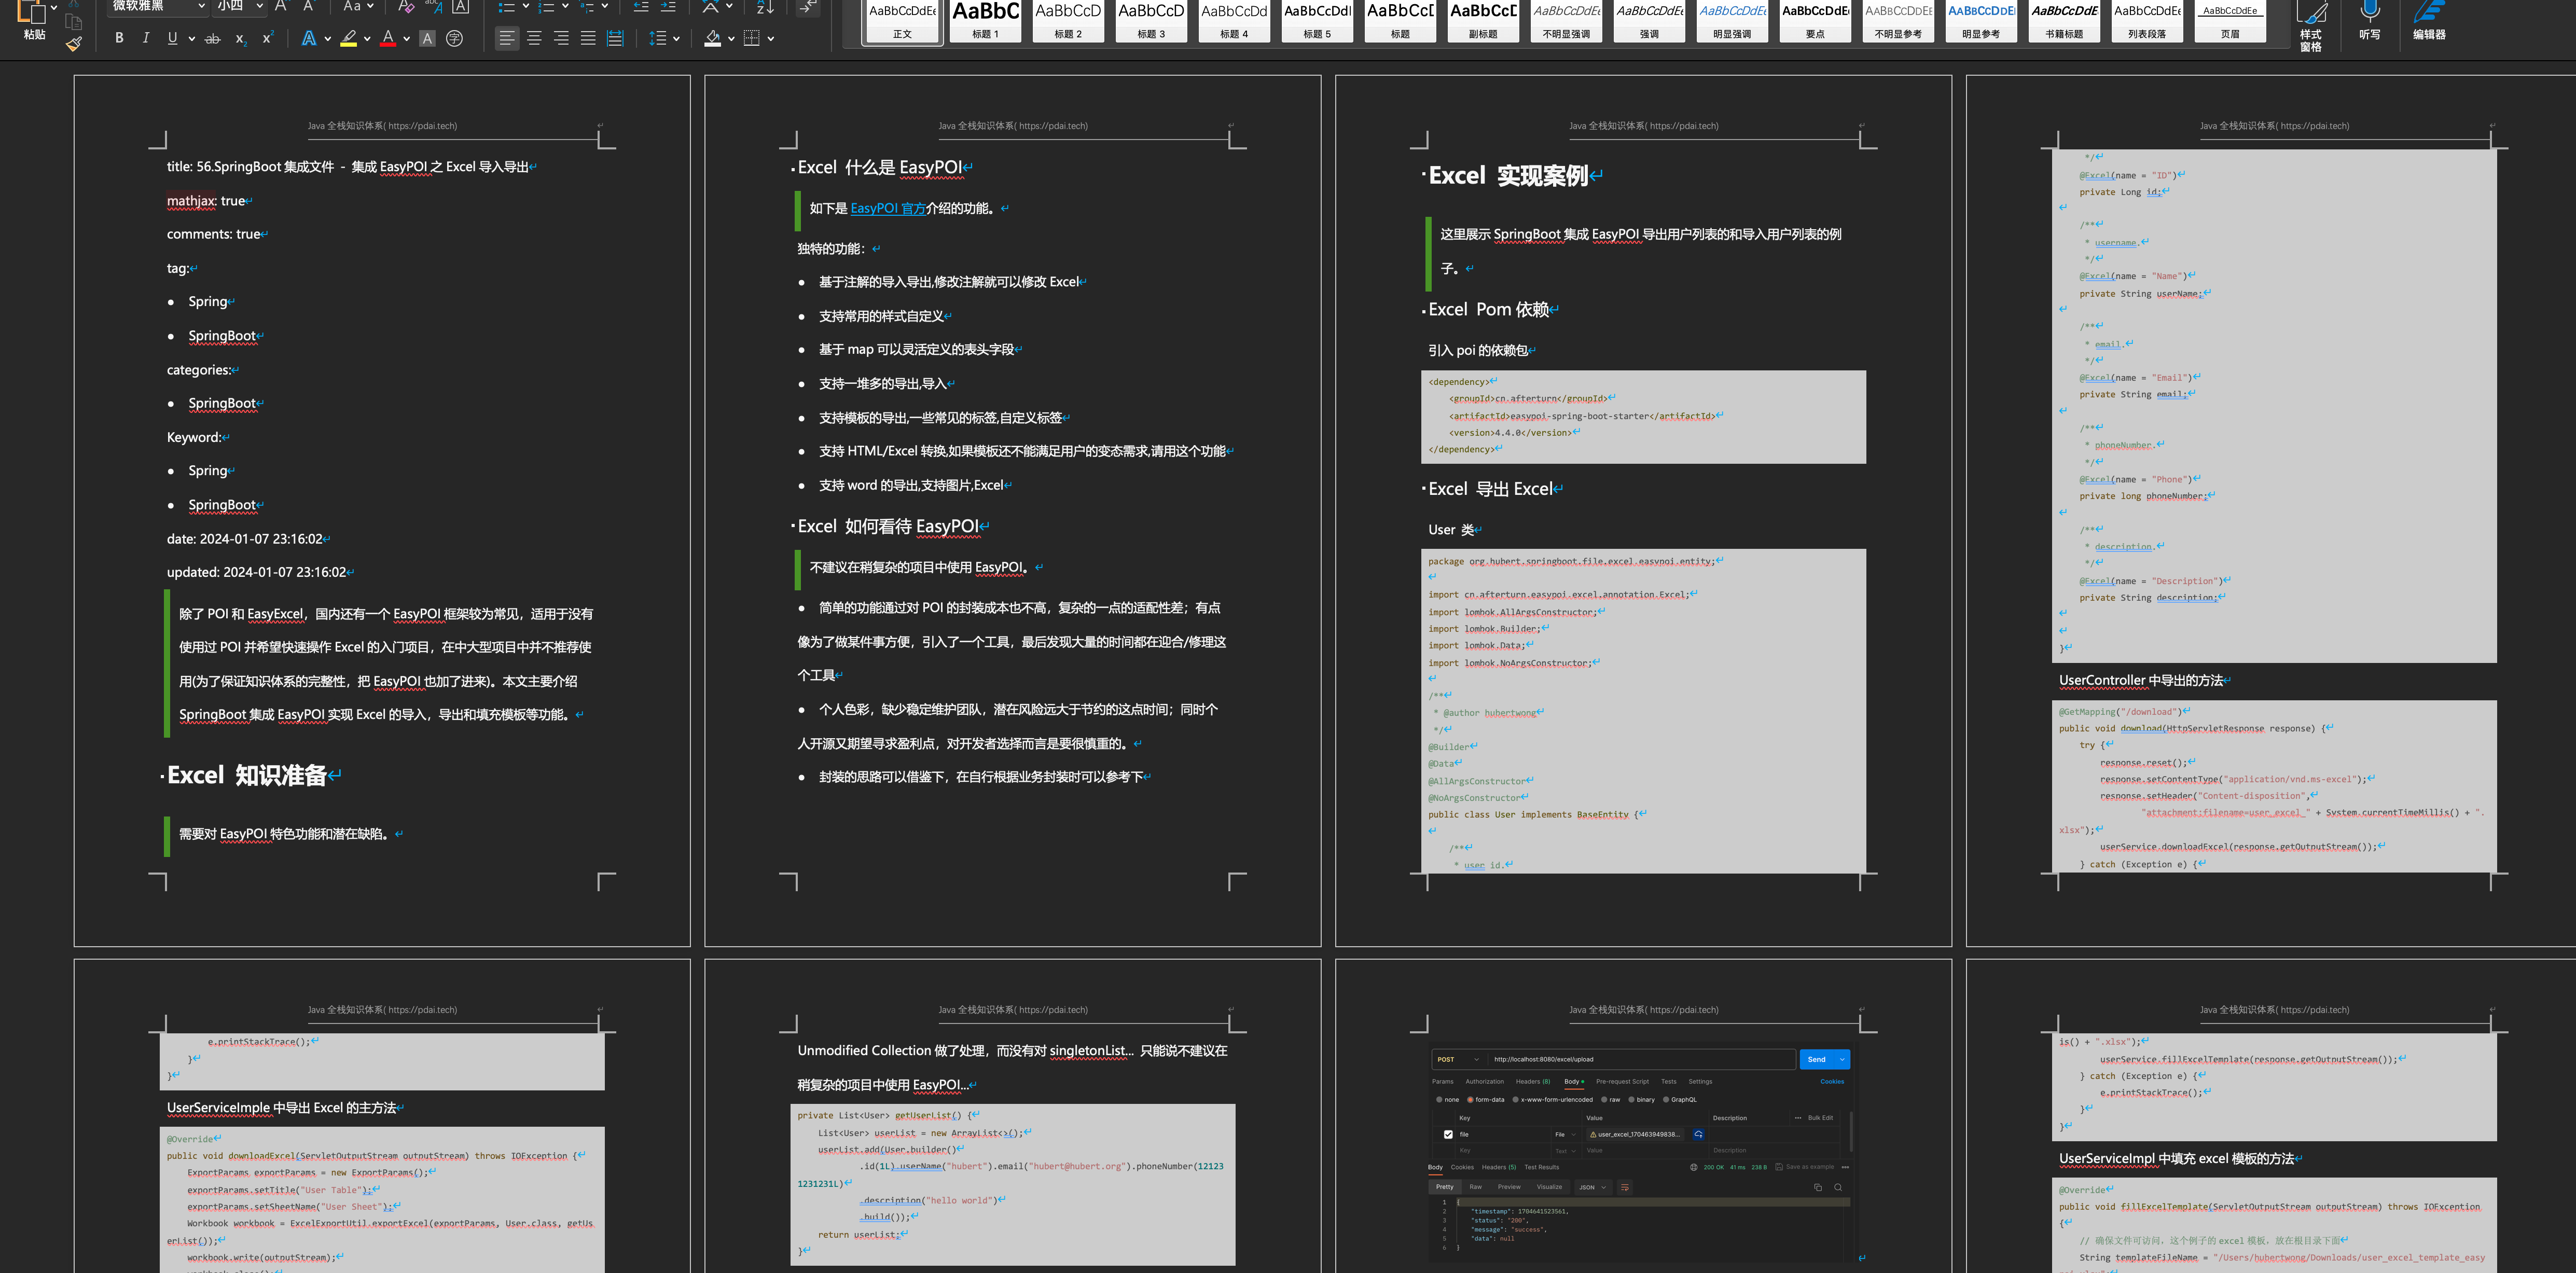 微软雅黑 小四 Aa
粘贴
B I U ab x₂ x² A A A 字
AaBbCcDdEe AaBbC AaBbCcD AaBbCcD AaBbCcDd AaBbCcDdI AaBbCcI AaBbCcD AaBbCcDdEe AaBbCcDdEe AaBbCcDdEe AaBbCcDdEe AaBbCcDdEe AaBbCcDdEe AaBbCcDdE AaBbCcDdEe AaBbCcDdEe
正文 标题 1 标题 2 标题 3 标题 4 标题 5 标题 副标题 不明显强调 强调 明显强调 要点 不明显参考 明显参考 书籍标题 列表段落 页眉
样式
窗格
听写
编辑器
Java 全栈知识体系( https://pdai.tech)
title: 56.SpringBoot 集成文件 - 集成 EasyPOI 之 Excel 导入导出
mathjax: true
comments: true
tag:
● Spring
● SpringBoot
categories:
● SpringBoot
Keyword:
● Spring
● SpringBoot
date: 2024-01-07 23:16:02
updated: 2024-01-07 23:16:02
除了 POI 和 EasyExcel，国内还有一个 EasyPOI 框架较为常见，适用于没有
使用过 POI 并希望快速操作 Excel 的入门项目，在中大型项目中并不推荐使
用(为了保证知识体系的完整性，把 EasyPOI 也加了进来)。本文主要介绍
SpringBoot 集成 EasyPOI 实现 Excel 的导入，导出和填充模板等功能。
Excel 知识准备
需要对 EasyPOI 特色功能和潜在缺陷。
Java 全栈知识体系( https://pdai.tech)
Excel 什么是 EasyPOI
如下是 EasyPOI 官方介绍的功能。
独特的功能：
● 基于注解的导入导出,修改注解就可以修改 Excel
● 支持常用的样式自定义
● 基于 map 可以灵活定义的表头字段
● 支持一堆多的导出,导入
● 支持模板的导出,一些常见的标签,自定义标签
● 支持 HTML/Excel 转换,如果模板还不能满足用户的变态需求,请用这个功能
● 支持 word 的导出,支持图片,Excel
Excel 如何看待 EasyPOI
不建议在稍复杂的项目中使用 EasyPOI。
● 简单的功能通过对 POI 的封装成本也不高，复杂的一点的适配性差；有点
像为了做某件事方便，引入了一个工具，最后发现大量的时间都在迎合/修理这
个工具
● 个人色彩，缺少稳定维护团队，潜在风险远大于节约的这点时间；同时个
人开源又期望寻求盈利点，对开发者选择而言是要很慎重的。
● 封装的思路可以借鉴下，在自行根据业务封装时可以参考下
Java 全栈知识体系( https://pdai.tech)
Excel 实现案例
这里展示 SpringBoot 集成 EasyPOI 导出用户列表的和导入用户列表的例
子。
Excel Pom 依赖
引入 poi 的依赖包
<dependency>
<groupId>cn.afterturn</groupId>
<artifactId>easypoi-spring-boot-starter</artifactId>
<version>4.4.0</version>
</dependency>
Excel 导出 Excel
User 类
package org.hubert.springboot.file.excel.easypoi.entity;
import cn.afterturn.easypoi.excel.annotation.Excel;
import lombok.AllArgsConstructor;
import lombok.Builder;
import lombok.Data;
import lombok.NoArgsConstructor;
/**
* @author hubertwong
*/
@Builder
@Data
@AllArgsConstructor
@NoArgsConstructor
public class User implements BaseEntity {
/**
* user id.
Java 全栈知识体系( https://pdai.tech)
*/
@Excel(name = "ID")
private Long id;
/**
* username.
*/
@Excel(name = "Name")
private String userName;
/**
* email.
*/
@Excel(name = "Email")
private String email;
/**
* phoneNumber.
*/
@Excel(name = "Phone")
private long phoneNumber;
/**
* description.
*/
@Excel(name = "Description")
private String description;
}
UserController 中导出的方法
@GetMapping("/download")
public void download(HttpServletResponse response) {
try {
response.reset();
response.setContentType("application/vnd.ms-excel");
response.setHeader("Content-disposition",
"attachment;filename=user_excel_" + System.currentTimeMillis() + ".
xlsx");
userService.downloadExcel(response.getOutputStream());
} catch (Exception e) {
Java 全栈知识体系( https://pdai.tech)
e.printStackTrace();
}
}
UserServiceImple 中导出 Excel 的主方法
@Override
public void downloadExcel(ServletOutputStream outputStream) throws IOException {
ExportParams exportParams = new ExportParams();
exportParams.setTitle("User Table");
exportParams.setSheetName("User Sheet");
Workbook workbook = ExcelExportUtil.exportExcel(exportParams, User.class, getUs
erList());
workbook.write(outputStream);
Java 全栈知识体系( https://pdai.tech)
Unmodified Collection 做了处理，而没有对 singletonList... 只能说不建议在
稍复杂的项目中使用 EasyPOI...
private List<User> getUserList() {
List<User> userList = new ArrayList<>();
userList.add(User.builder()
.id(1L).userName("hubert").email("hubert@hubert.org").phoneNumber(12123
1231231L)
.description("hello world")
.build());
return userList;
}
Java 全栈知识体系( https://pdai.tech)
POST http://localhost:8080/excel/upload Send
Params Authorization Headers (8) Body Pre-request Script Tests Settings Cookies
none form-data x-www-form-urlencoded raw binary GraphQL
Key Value Description Bulk Edit
file File user_excel_170463949838...
Key Text Value Description
Body Cookies Headers (5) Test Results 200 OK 41 ms 238 B Save as example
Pretty Raw Preview Visualize JSON
1 {
2 "timestamp": 1704641523561,
3 "status": "200",
4 "message": "success",
5 "data": null
6 }
Java 全栈知识体系( https://pdai.tech)
is() + ".xlsx");
userService.fillExcelTemplate(response.getOutputStream());
} catch (Exception e) {
e.printStackTrace();
}
}
UserServiceImpl 中填充 excel 模板的方法
@Override
public void fillExcelTemplate(ServletOutputStream outputStream) throws IOException
{
// 确保文件可访问，这个例子的 excel 模板，放在根目录下面
String templateFileName = "/Users/hubertwong/Downloads/user_excel_template_easy